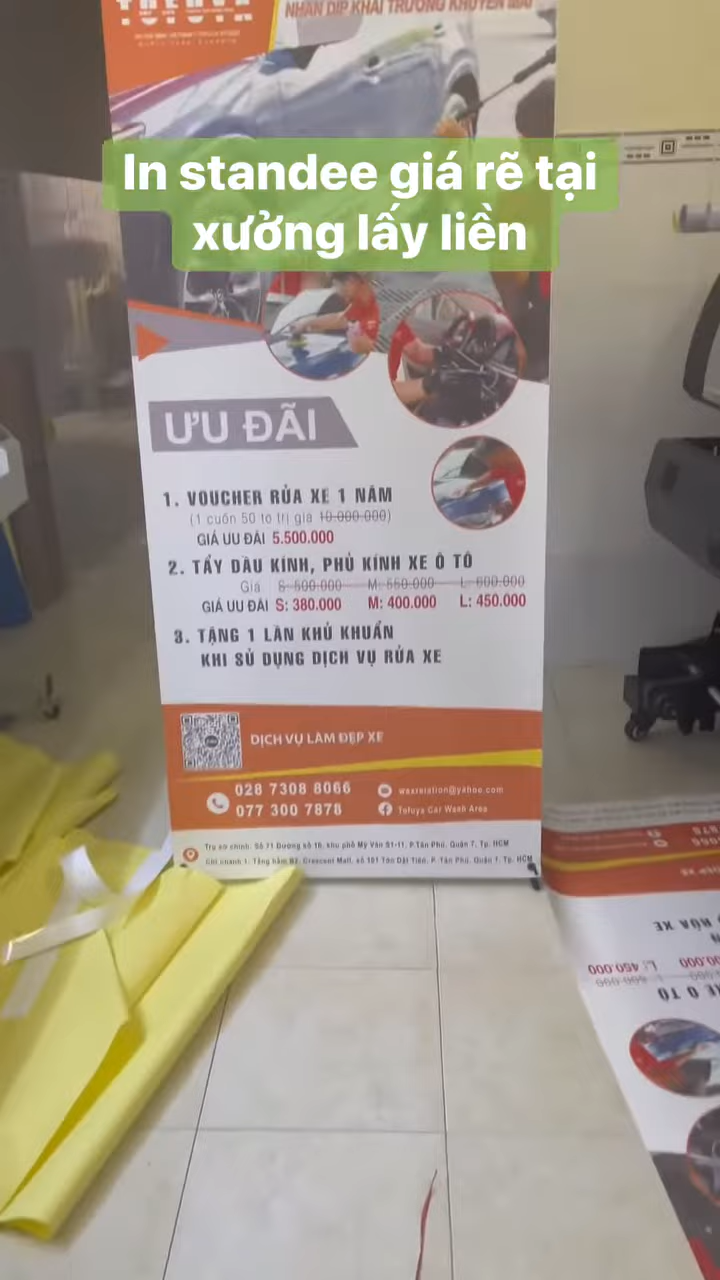 NHÂN DỊP KHAI TRƯƠNG KHUYẾN MÃI
In standee giá rẽ tại
xưởng lấy liền
ƯU ĐÃI
1. VOUCHER RỬA XE 1 NĂM
(1 cuốn 50 tờ trị giá 10.000.000)
GIÁ ƯU ĐÃI 5.500.000
2. TẨY DẦU KÍNH, PHỦ KÍNH XE Ô TÔ
Giá S: 500.000 M: 550.000 L: 600.000
GIÁ ƯU ĐÃI S: 380.000 M: 400.000 L: 450.000
3. TẶNG 1 LẦN KHỬ KHUẨN
KHI SỬ DỤNG DỊCH VỤ RỬA XE
DỊCH VỤ LÀM ĐẸP XE
028 7308 8066
077 300 7878
waxrelation@yahoo.com
Tofuya Car Wash Area
Trụ sở chính: Số 71 Đường số 16, khu phố Mỹ Văn S1-11, P.Tân Phú, Quận 7, Tp. HCM
Chi nhánh 1: Tầng hầm B2, Crescent Mall, số 101 Tôn Dật Tiên, P. Tân Phú, Quận 7, Tp. HCM